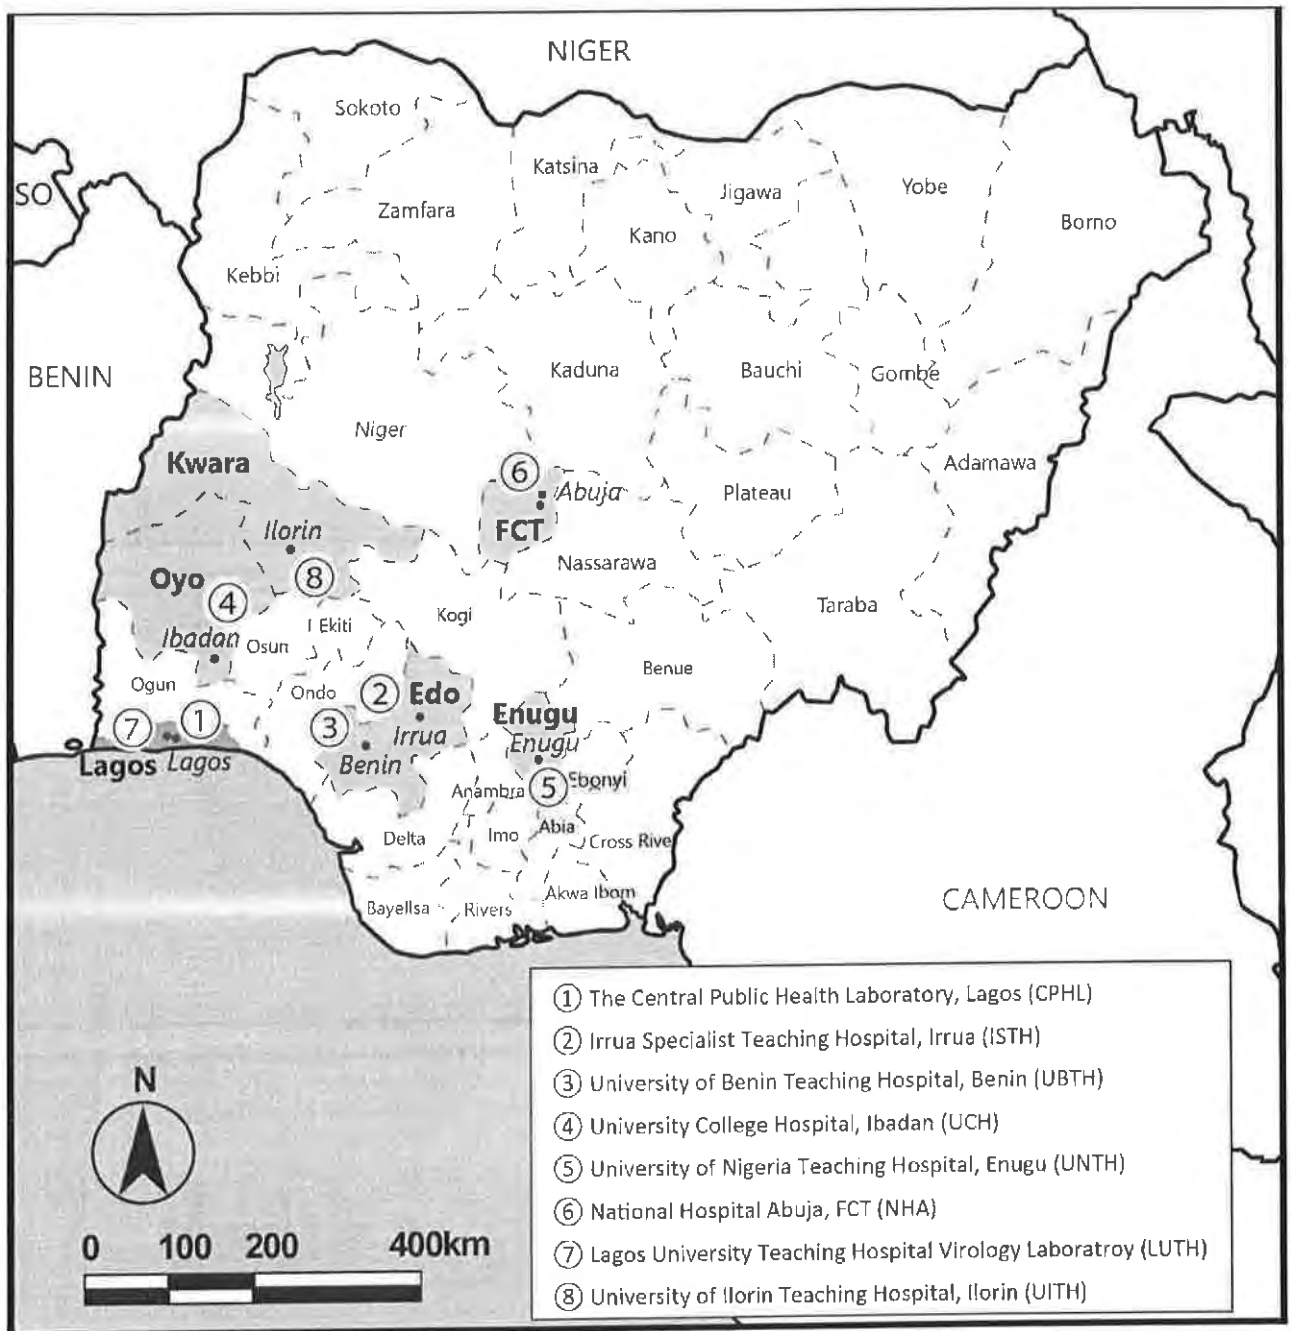 NIGER
Sokoto
Katsina
Jigawa
Yobe
SO
Zamfara
Kano
Borno
Kebbi
BENIN
Kaduna
Bauchi
Gombe
Niger
Kwara
6
Abuja
Plateau
Adamawa
Ilorin
FCT
Nassarawa
Oyo
8
4
Kogi
Taraba
Ekiti
Ibadan
Osun
Benue
Ogun
Ondo
2
Edo
Enugu
7
1
3
Irrua
Enugu
Lagos
Lagos
Benin
5
Ebonyi
Anambra
Delta
Imo
Abia
Cross Rive
Bayellsa
Rivers
Akwa Ibom
CAMEROON
1 The Central Public Health Laboratory, Lagos (CPHL)
2 Irrua Specialist Teaching Hospital, Irrua (ISTH)
3 University of Benin Teaching Hospital, Benin (UBTH)
4 University College Hospital, Ibadan (UCH)
5 University of Nigeria Teaching Hospital, Enugu (UNTH)
6 National Hospital Abuja, FCT (NHA)
7 Lagos University Teaching Hospital Virology Laboratroy (LUTH)
8 University of Ilorin Teaching Hospital, Ilorin (UITH)
N
0 100 200 400km